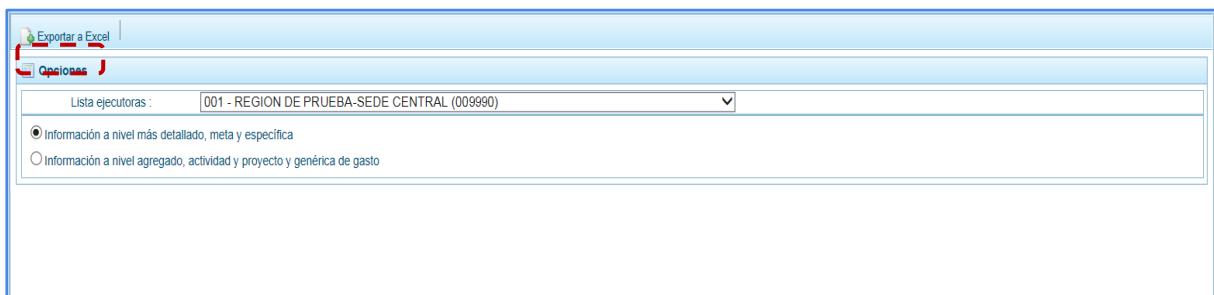 Exportar a Excel
Opciones
Lista ejecutoras : 001 - REGION DE PRUEBA-SEDE CENTRAL (009990)
Información a nivel más detallado, meta y específica
Información a nivel agregado, actividad y proyecto y genérica de gasto